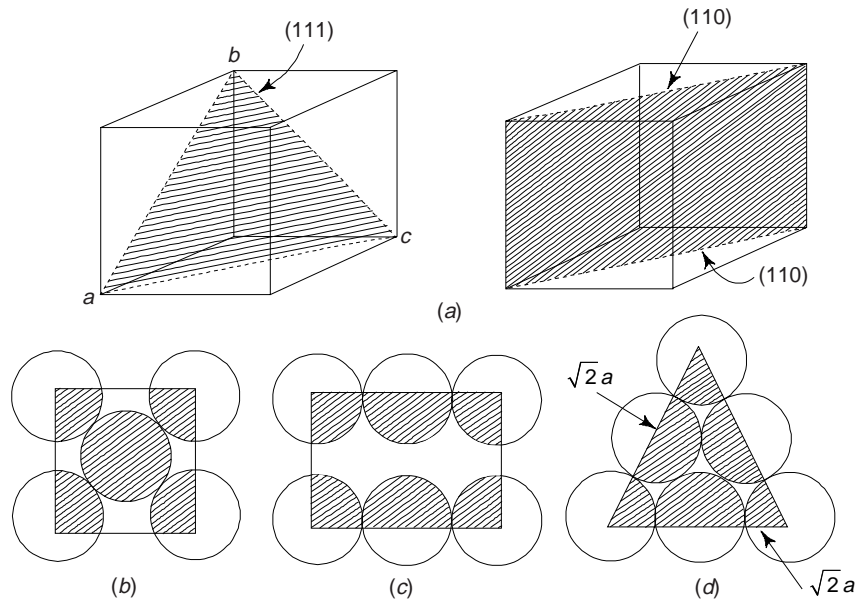 (111)
b
a
c
(110)
(110)
(a)
√2 a
√2 a
(b)
(c)
(d)